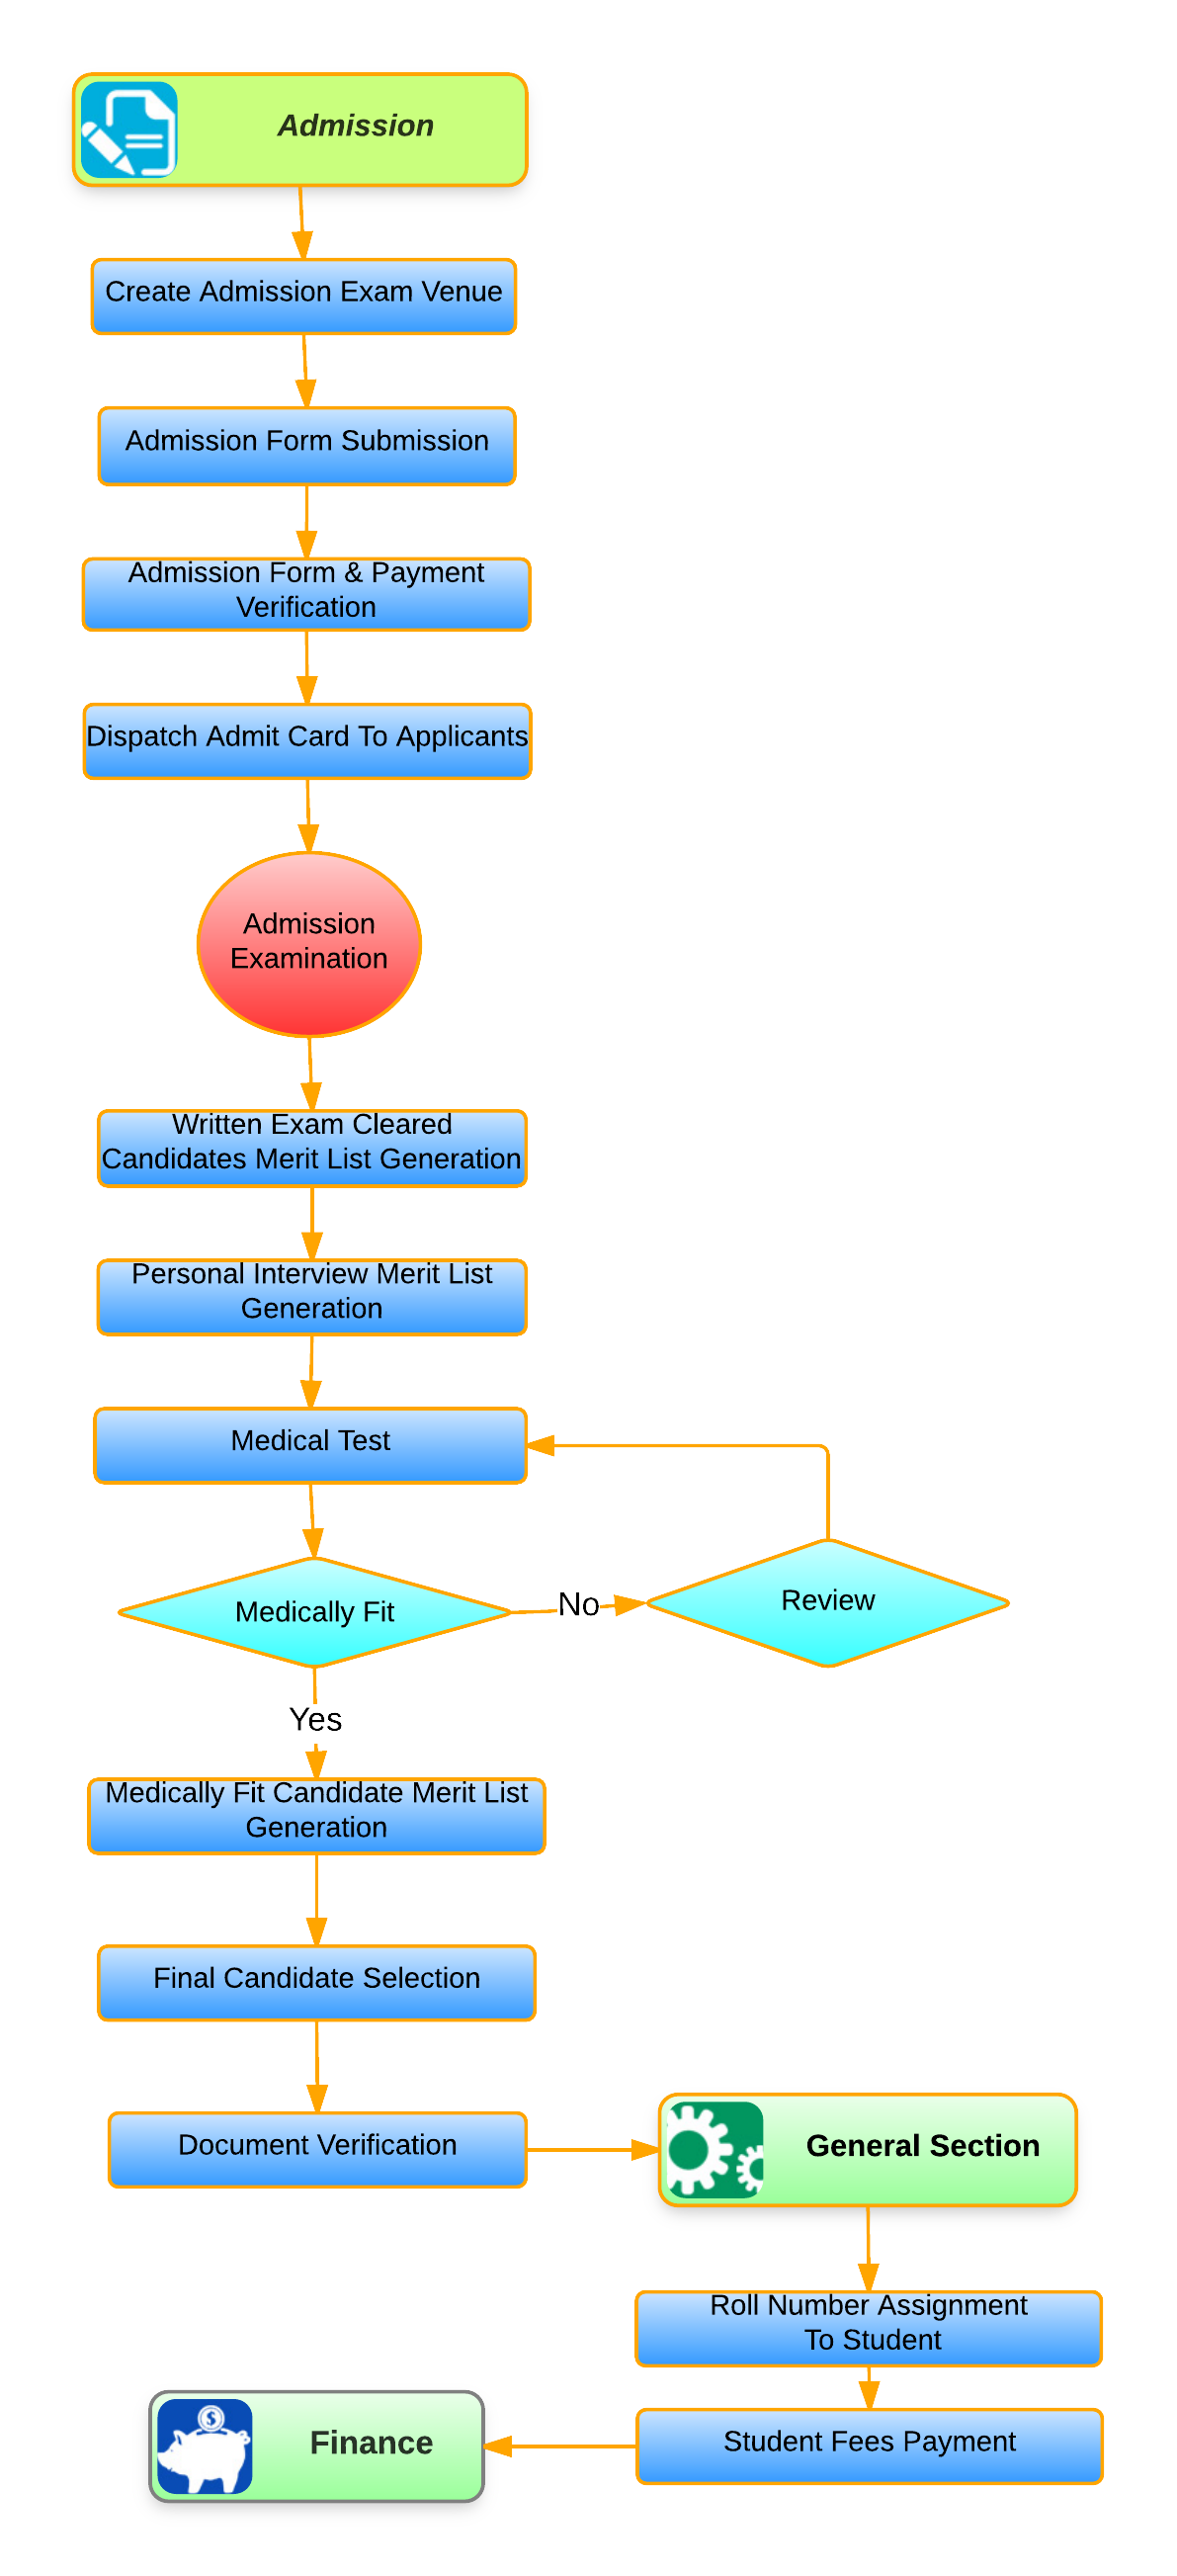 Admission
Create Admission Exam Venue
Admission Form Submission
Admission Form & Payment
Verification
Dispatch Admit Card To Applicants
Admission
Examination
Written Exam Cleared
Candidates Merit List Generation
Personal Interview Merit List
Generation
Medical Test
Medically Fit
No
Review
Yes
Medically Fit Candidate Merit List
Generation
Final Candidate Selection
Document Verification
General Section
Roll Number Assignment
To Student
Student Fees Payment
Finance